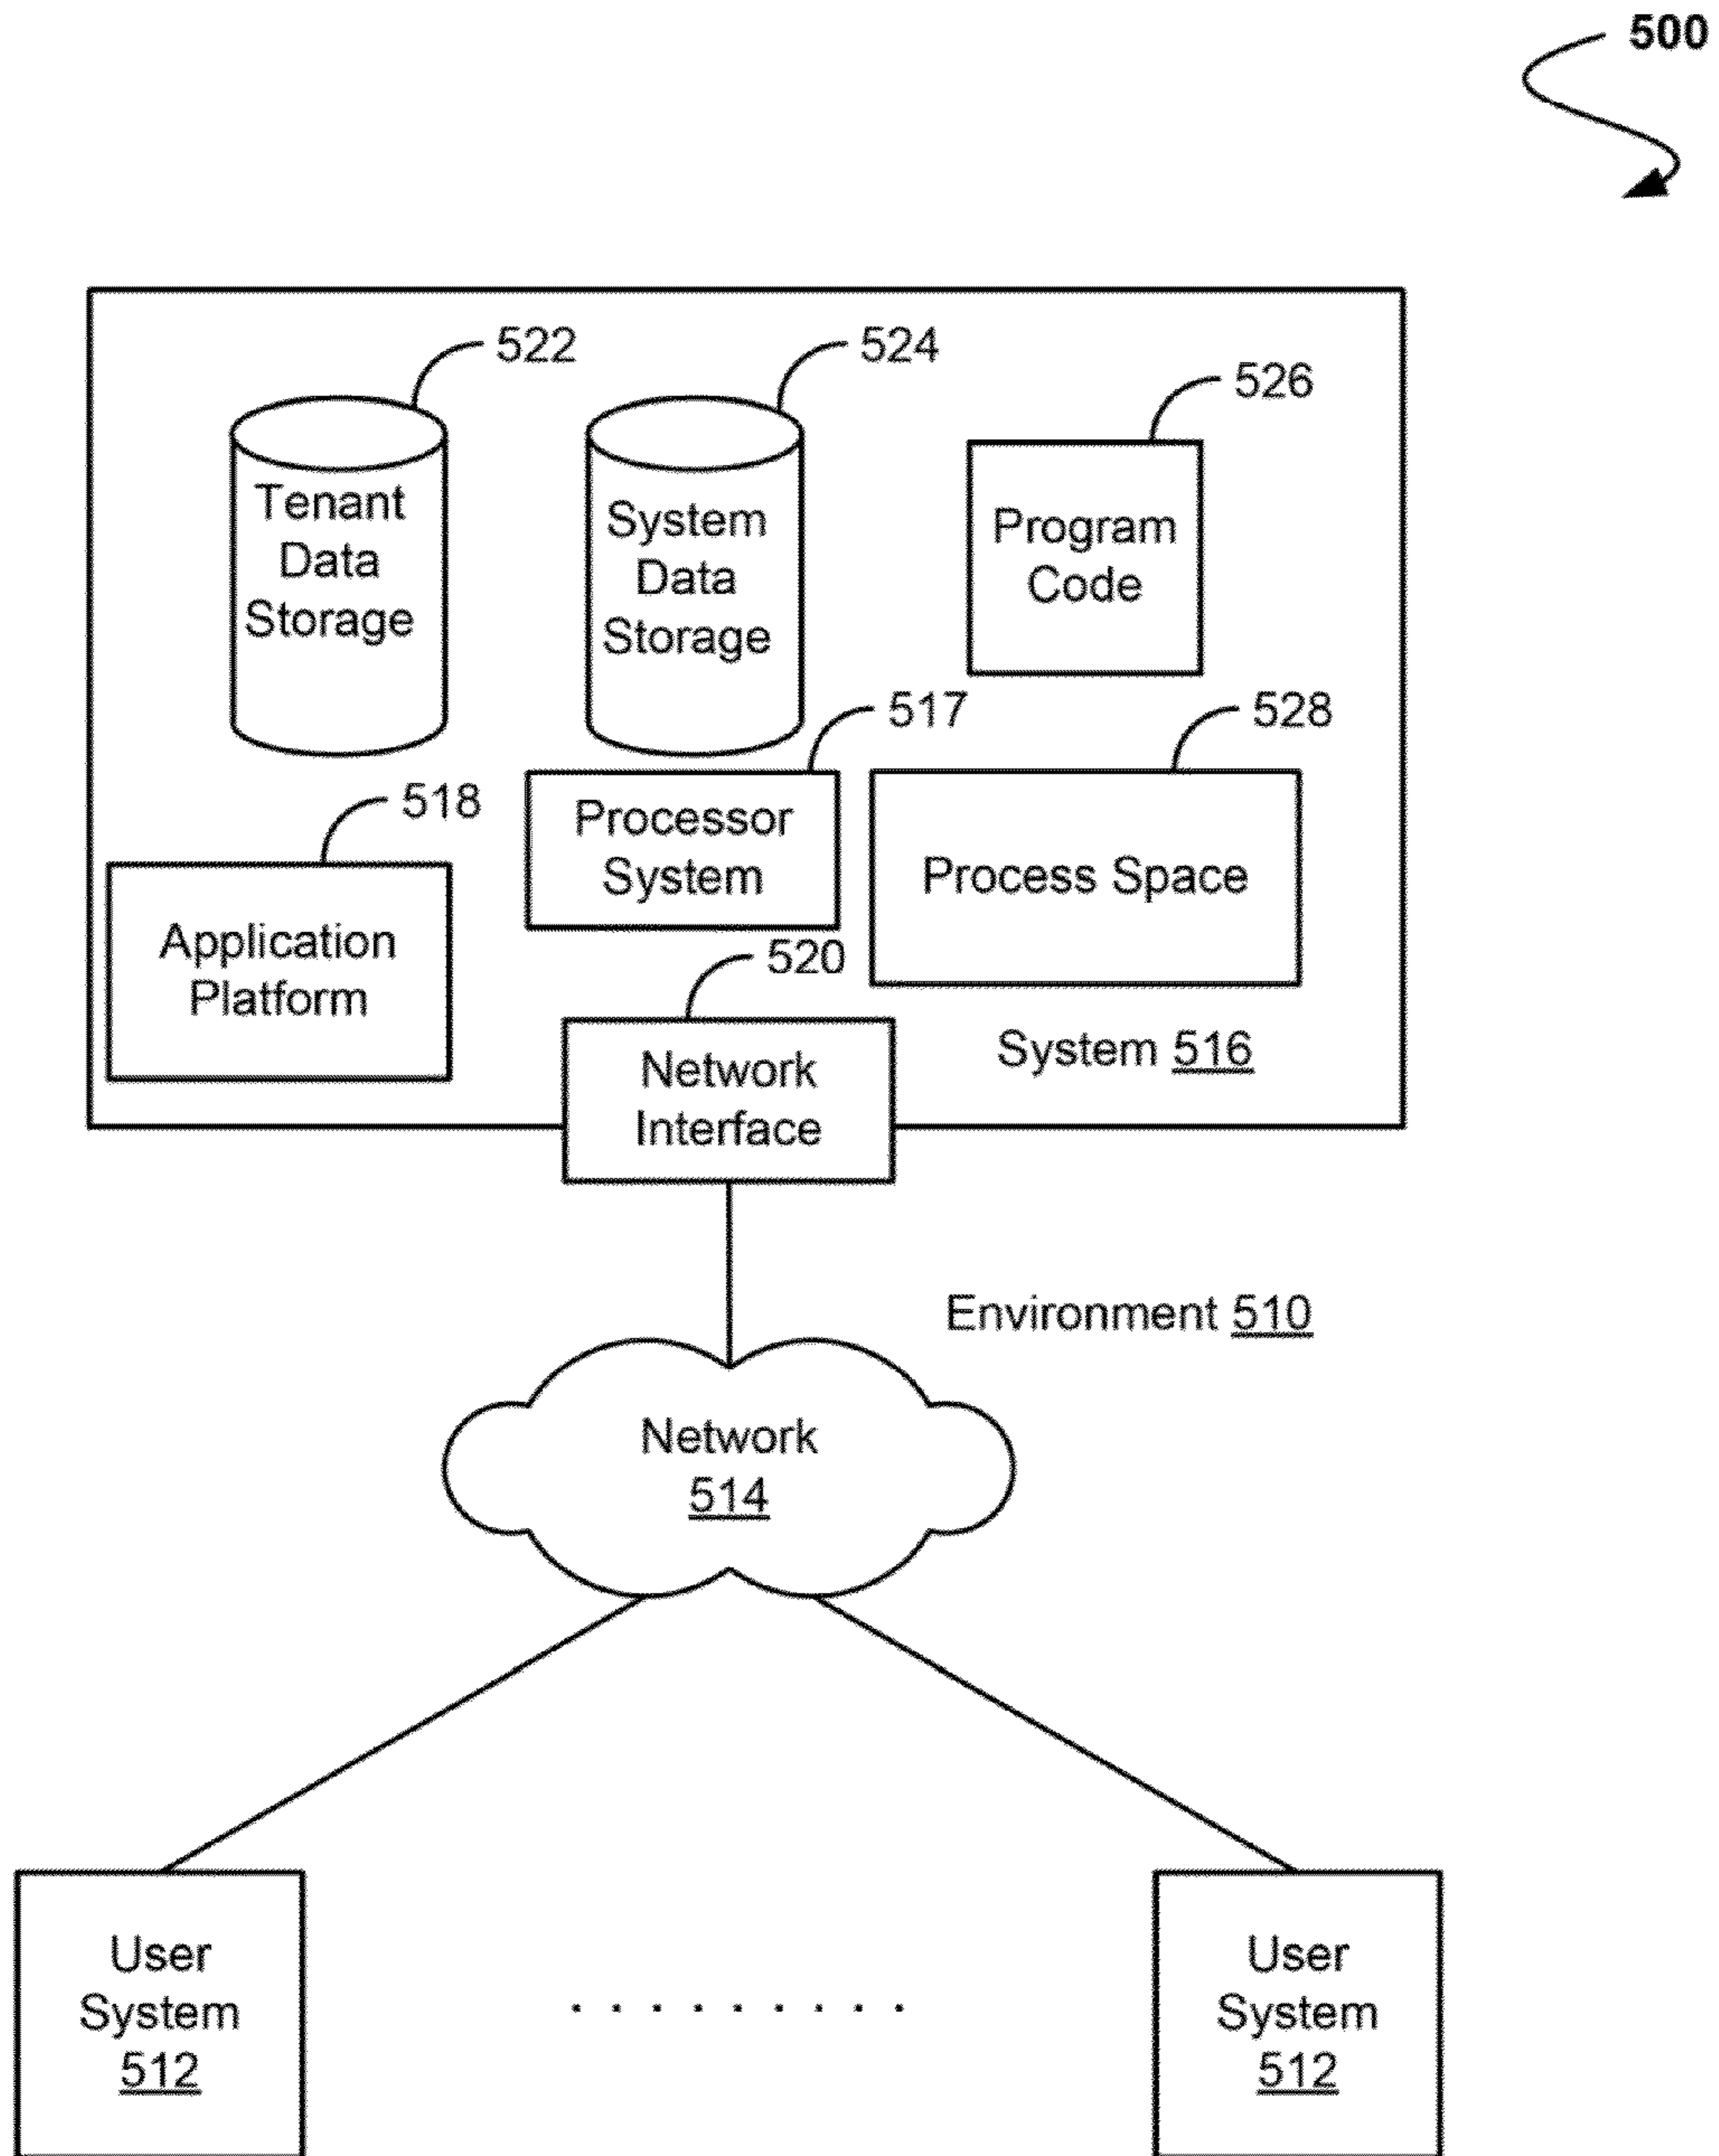 500
522
524
526
Tenant
Data
Storage
System
Data
Storage
Program
Code
517
528
518
Processor
System
Process Space
Application
Platform
520
Network
Interface
System 516
Environment 510
Network
514
User
System
512
. . . . . . . . .
User
System
512